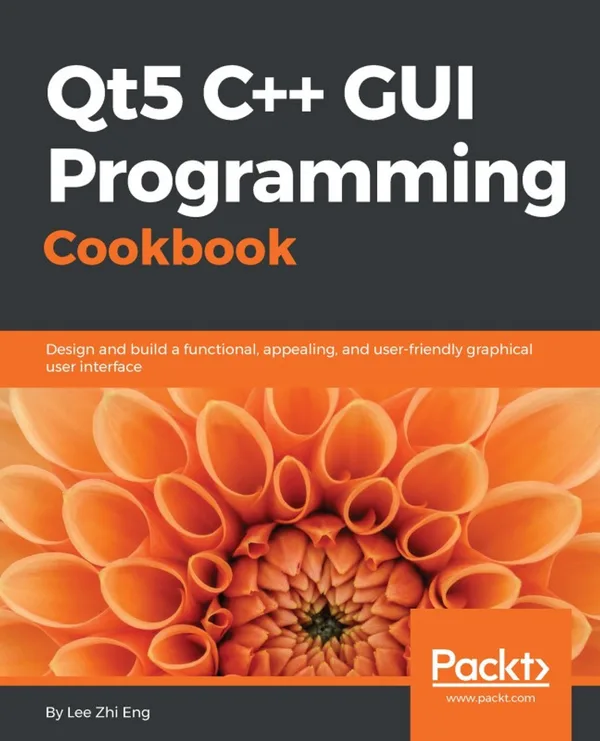 Qt5 C++ GUI
Programming
Cookbook
Design and build a functional, appealing, and user-friendly graphical
user interface
Packt>
www.packt.com
By Lee Zhi Eng